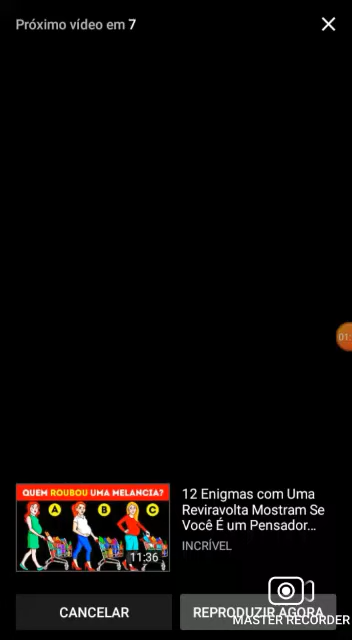 Próximo vídeo em 7
01:
QUEM ROUBOU UMA MELANCIA?
A B C
11:36
12 Enigmas com Uma
Reviravolta Mostram Se
Você É um Pensador...
INCRÍVEL
CANCELAR
REPRODUZIR AGORA
MASTER RECORDER